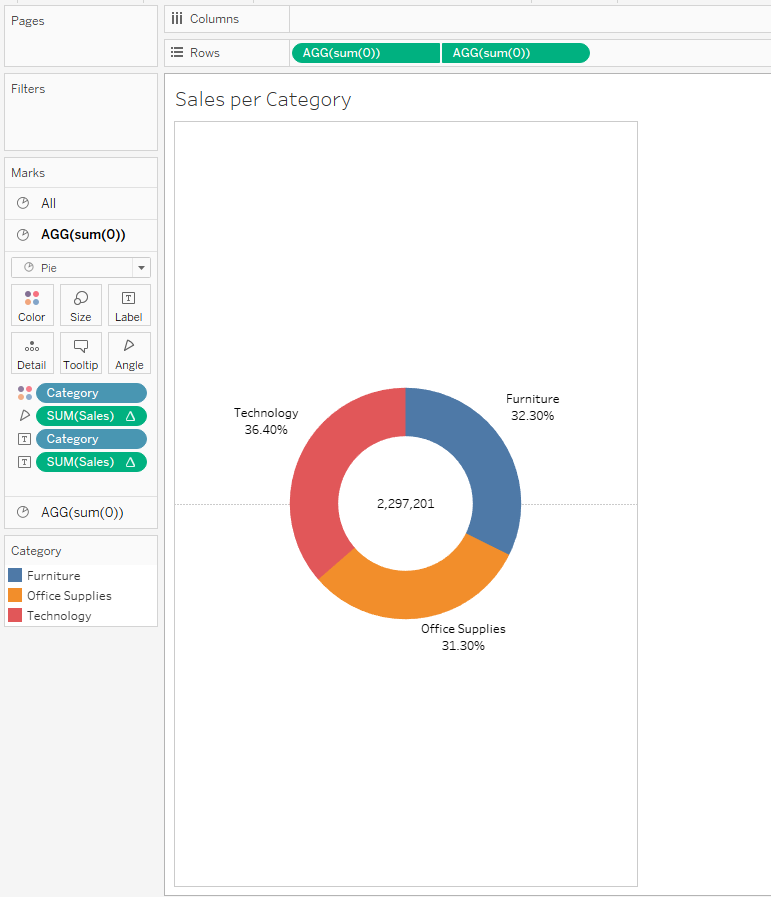 Pages
Columns
Rows
AGG(sum(0)) AGG(sum(0))
Filters
Marks
All
AGG(sum(0))
Pie
Color Size Label
Detail Tooltip Angle
Category
SUM(Sales)
Category
SUM(Sales)
AGG(sum(0))
Category
Furniture
Office Supplies
Technology
Sales per Category
Technology
36.40%
Furniture
32.30%
2,297,201
Office Supplies
31.30%